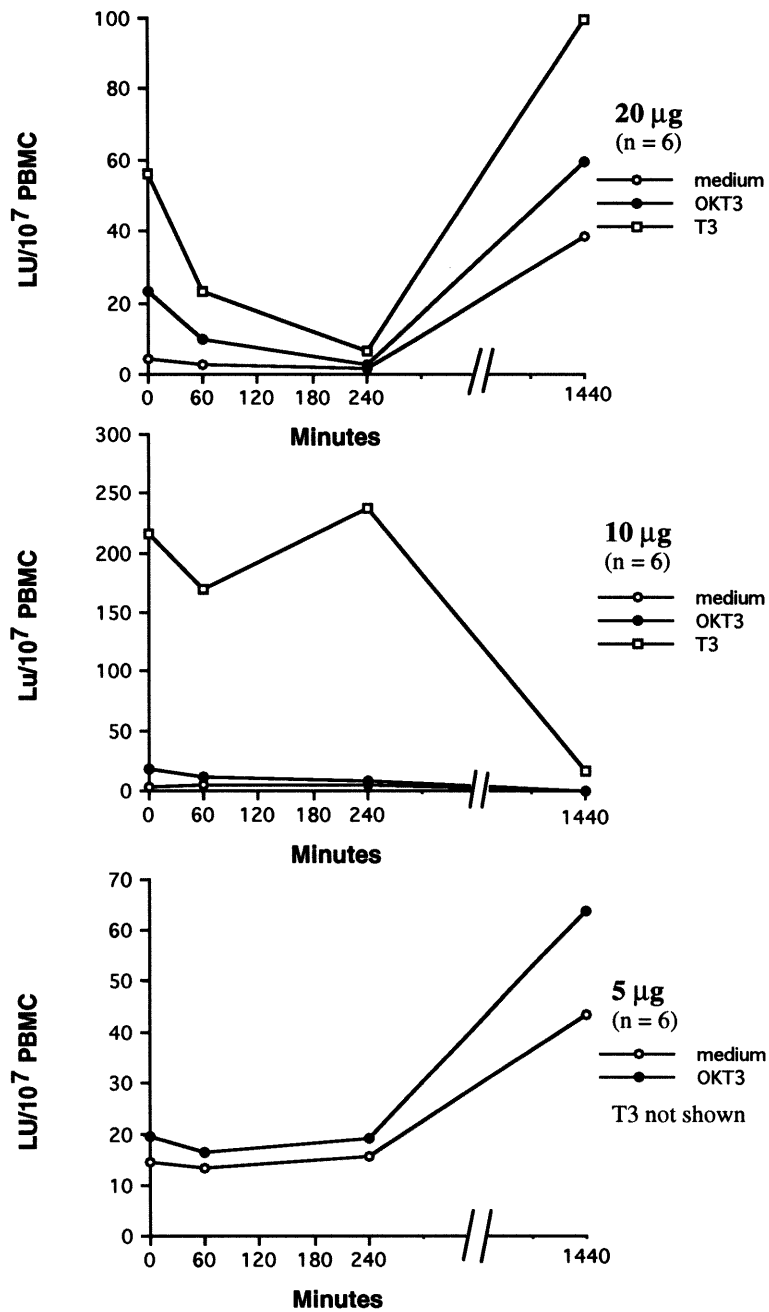 100
80
60
40
20
0
LU/10⁷ PBMC
0 60 120 180 240 1440
Minutes
20 µg
(n = 6)
medium
OKT3
T3
300
250
200
150
100
50
0
Lu/10⁷ PBMC
0 60 120 180 240 1440
Minutes
10 µg
(n = 6)
medium
OKT3
T3
70
60
50
40
30
20
10
0
LU/10⁷ PBMC
0 60 120 180 240 1440
Minutes
5 µg
(n = 6)
medium
OKT3
T3 not shown